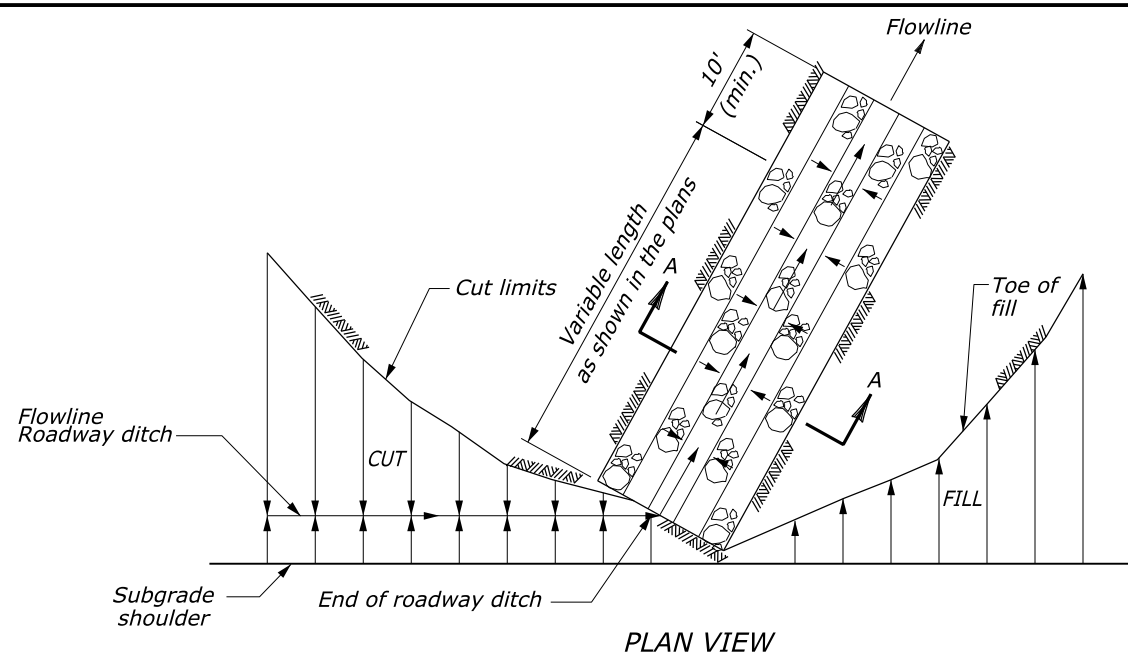 Flowline
10'
(min.)
Variable length
as shown in the plans
A
Cut limits
Toe of
fill
A
Flowline
Roadway ditch
CUT
FILL
Subgrade
shoulder
End of roadway ditch
PLAN VIEW